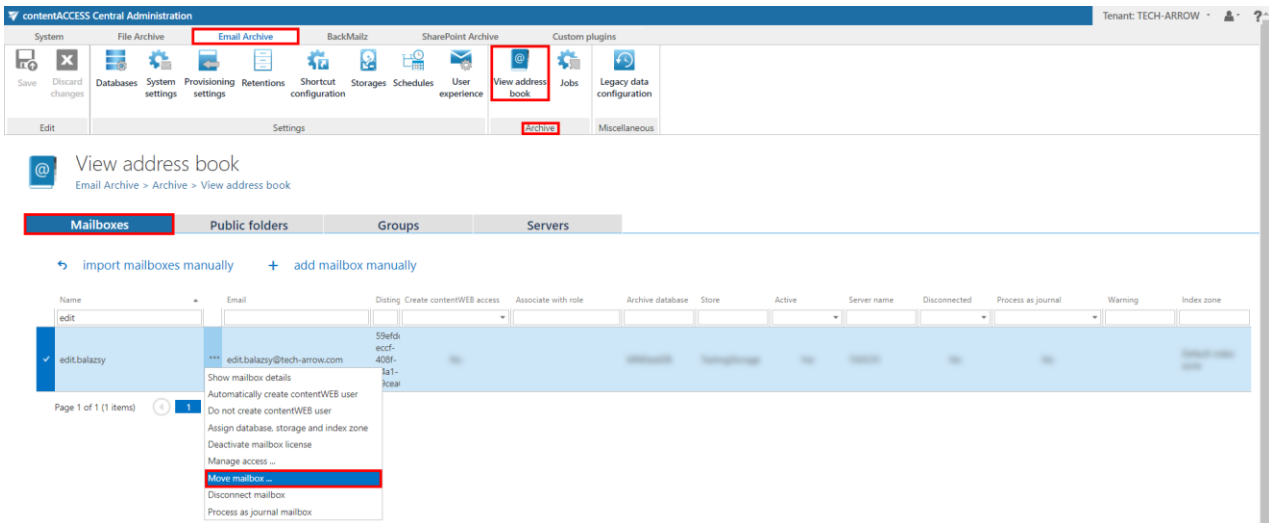 contentACCESS Central Administration
Tenant: TECH-ARROW
?
System File Archive Email Archive BackMailz SharePoint Archive Custom plugins
Save Discard changes Databases System settings Provisioning settings Retentions Shortcut configuration Storages Schedules User experience View address book Jobs Legacy data configuration
Edit Settings Archive Miscellaneous
View address book
Email Archive > Archive > View address book
Mailboxes Public folders Groups Servers
import mailboxes manually + add mailbox manually
Name Email Disting Create contentWEB access Associate with role Archive database Store Active Server name Disconnected Process as journal Warning Index zone
edit
edit.balazsy *** edit.balazsy@tech-arrow.com
eccf-
408f-
Show mailbox details
Automatically create contentWEB user
Do not create contentWEB user
Assign database, storage and index zone
Deactivate mailbox license
Manage access ...
Move mailbox ...
Disconnect mailbox
Process as journal mailbox
Page 1 of 1 (1 items) 1